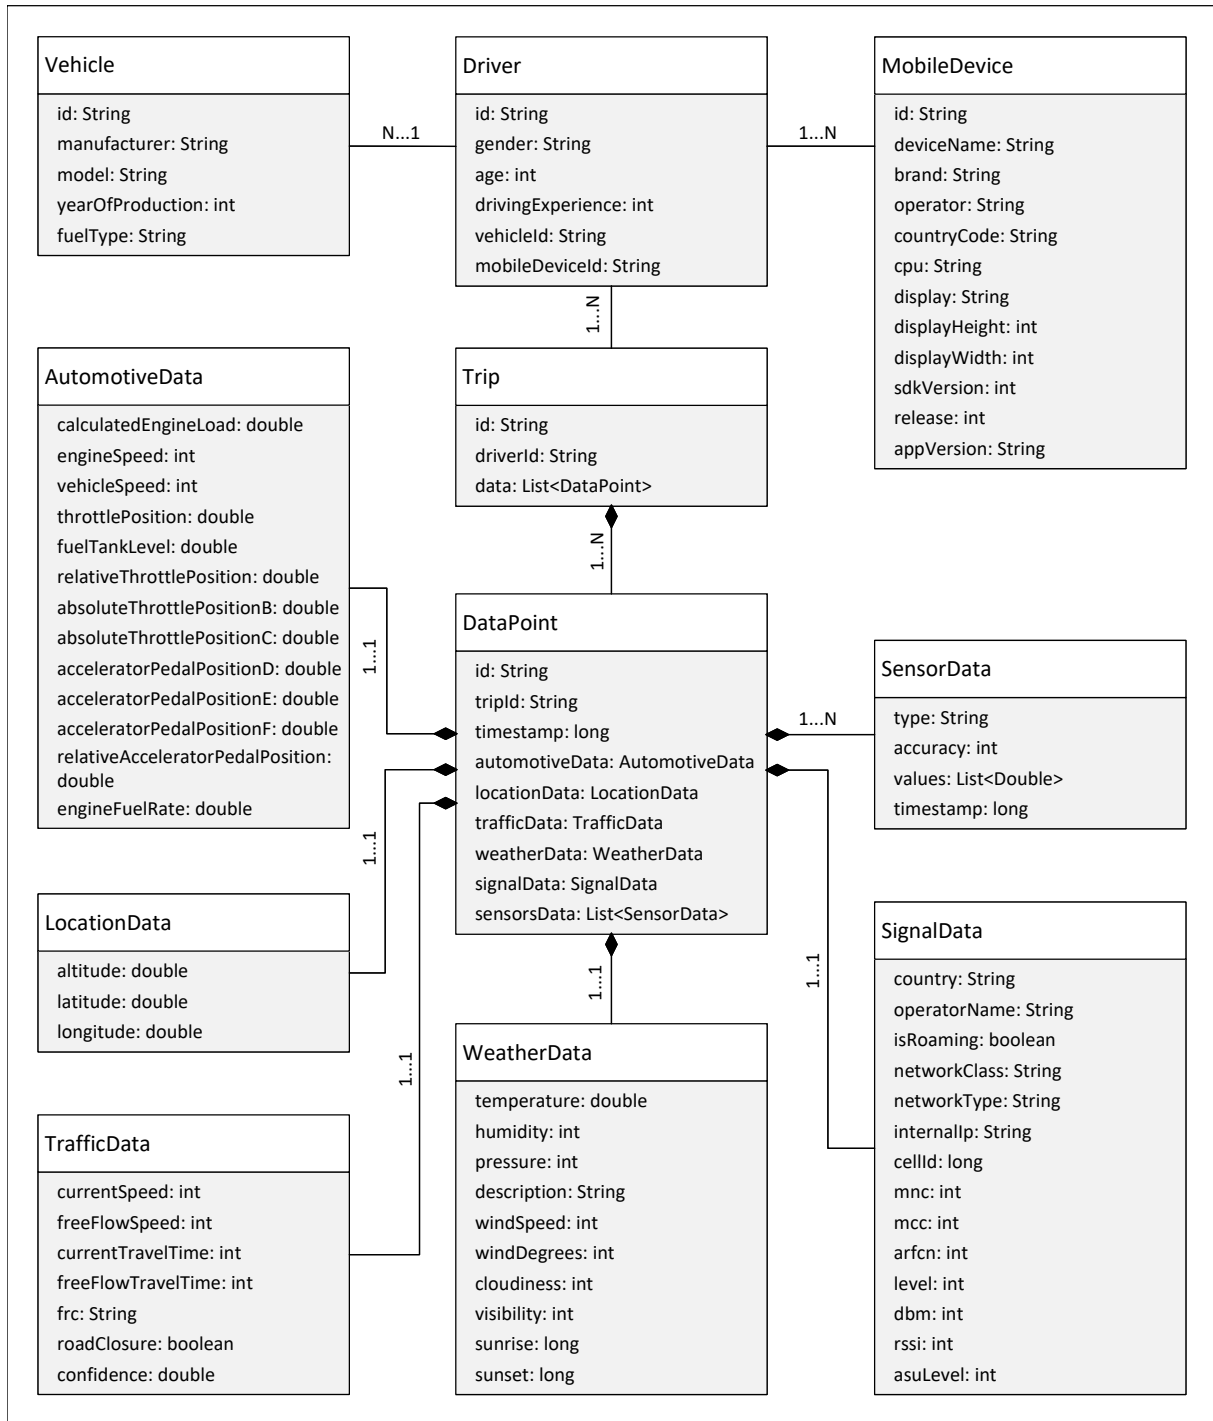 Vehicle
id: String
manufacturer: String
model: String
yearOfProduction: int
fuelType: String
N...1
Driver
id: String
gender: String
age: int
drivingExperience: int
vehicleId: String
mobileDeviceId: String
1...N
MobileDevice
id: String
deviceName: String
brand: String
operator: String
countryCode: String
cpu: String
display: String
displayHeight: int
displayWidth: int
sdkVersion: int
release: int
appVersion: String
1...N
AutomotiveData
calculatedEngineLoad: double
engineSpeed: int
vehicleSpeed: int
throttlePosition: double
fuelTankLevel: double
relativeThrottlePosition: double
absoluteThrottlePositionB: double
absoluteThrottlePositionC: double
acceleratorPedalPositionD: double
acceleratorPedalPositionE: double
acceleratorPedalPositionF: double
relativeAcceleratorPedalPosition:
double
engineFuelRate: double
1...1
Trip
id: String
driverId: String
data: List<DataPoint>
1...N
DataPoint
id: String
tripId: String
timestamp: long
automotiveData: AutomotiveData
locationData: LocationData
trafficData: TrafficData
weatherData: WeatherData
signalData: SignalData
sensorsData: List<SensorData>
1...N
SensorData
type: String
accuracy: int
values: List<Double>
timestamp: long
1...1
LocationData
altitude: double
latitude: double
longitude: double
1...1
TrafficData
currentSpeed: int
freeFlowSpeed: int
currentTravelTime: int
freeFlowTravelTime: int
frc: String
roadClosure: boolean
confidence: double
1...1
WeatherData
temperature: double
humidity: int
pressure: int
description: String
windSpeed: int
windDegrees: int
cloudiness: int
visibility: int
sunrise: long
sunset: long
1...1
SignalData
country: String
operatorName: String
isRoaming: boolean
networkClass: String
networkType: String
internalIp: String
cellId: long
mnc: int
mcc: int
arfcn: int
level: int
dbm: int
rssi: int
asuLevel: int